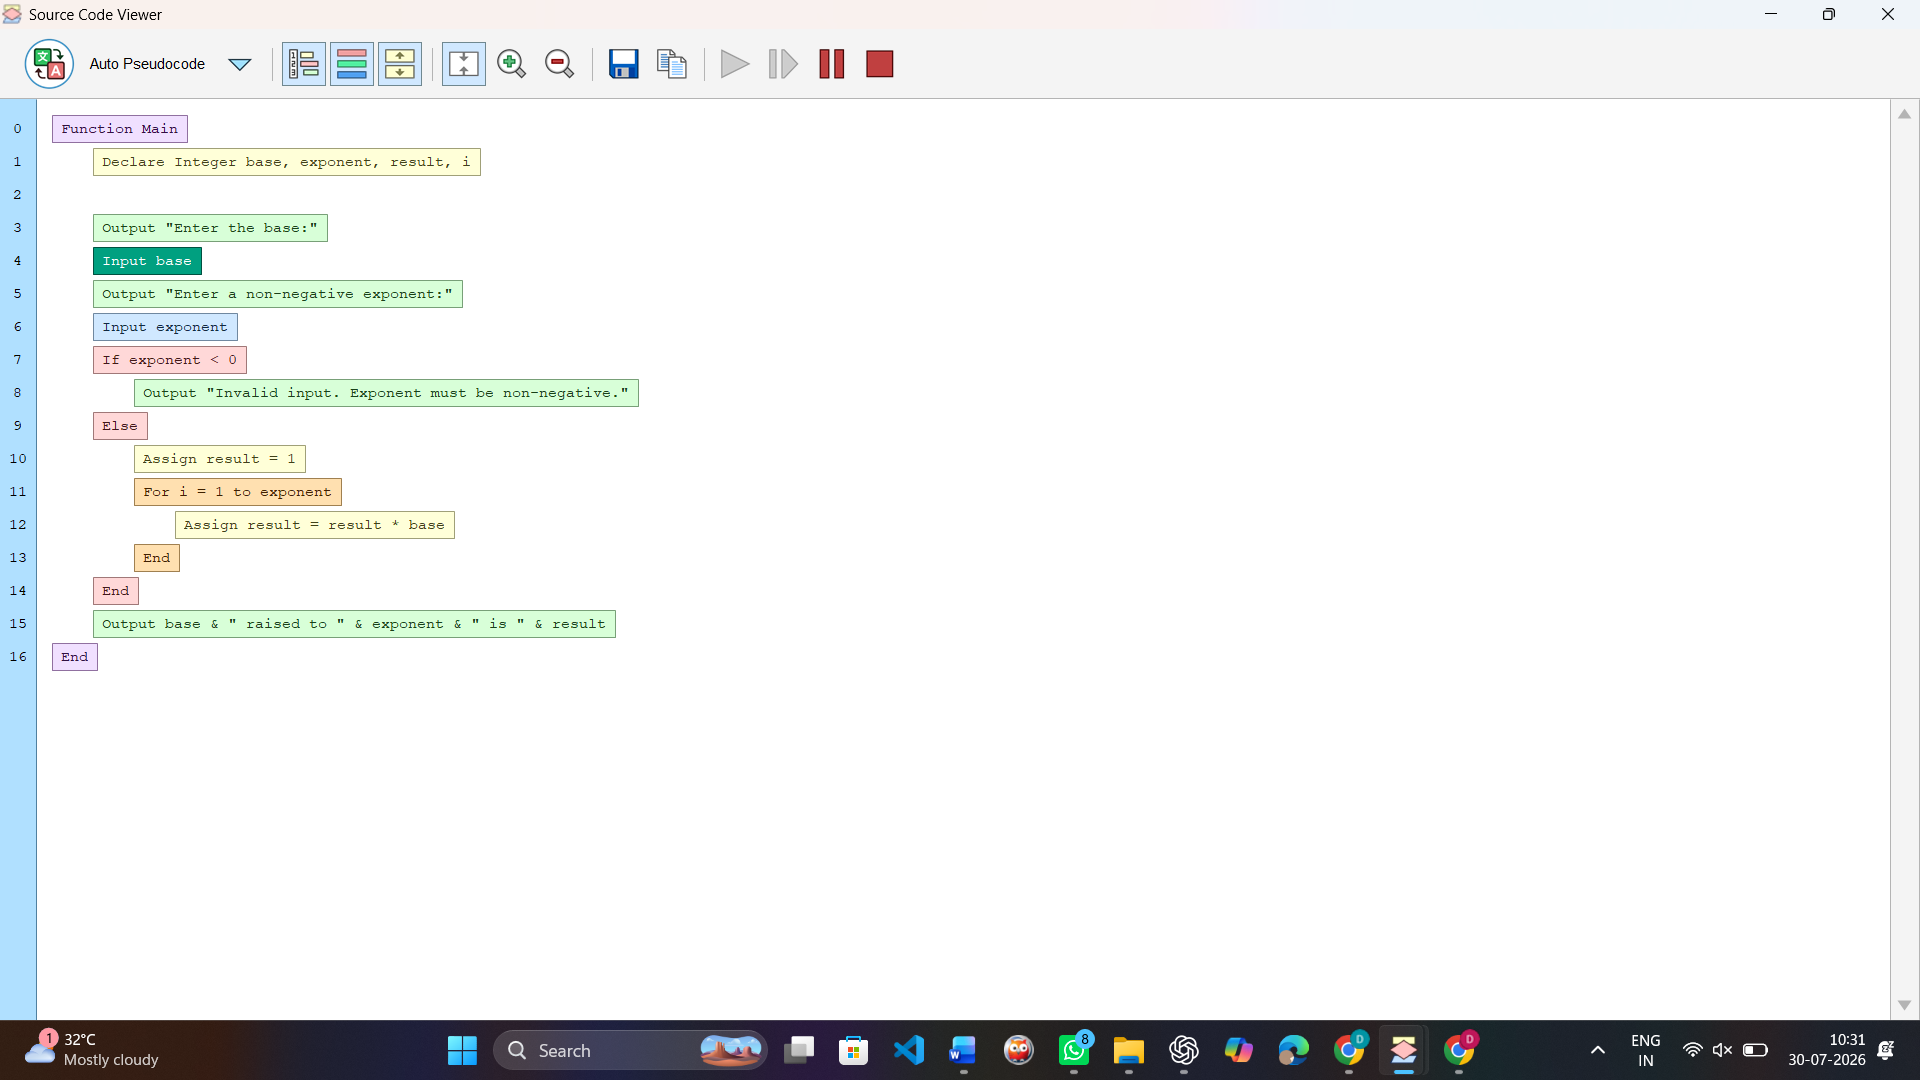 Source Code Viewer
Auto Pseudocode
0 Function Main
1 Declare Integer base, exponent, result, i
2
3 Output "Enter the base:"
4 Input base
5 Output "Enter a non-negative exponent:"
6 Input exponent
7 If exponent < 0
8 Output "Invalid input. Exponent must be non-negative."
9 Else
10 Assign result = 1
11 For i = 1 to exponent
12 Assign result = result * base
13 End
14 End
15 Output base & " raised to " & exponent & " is " & result
16 End
1 32°C
Mostly cloudy
Search
8
D
D
ENG
IN
10:31
30-07-2026